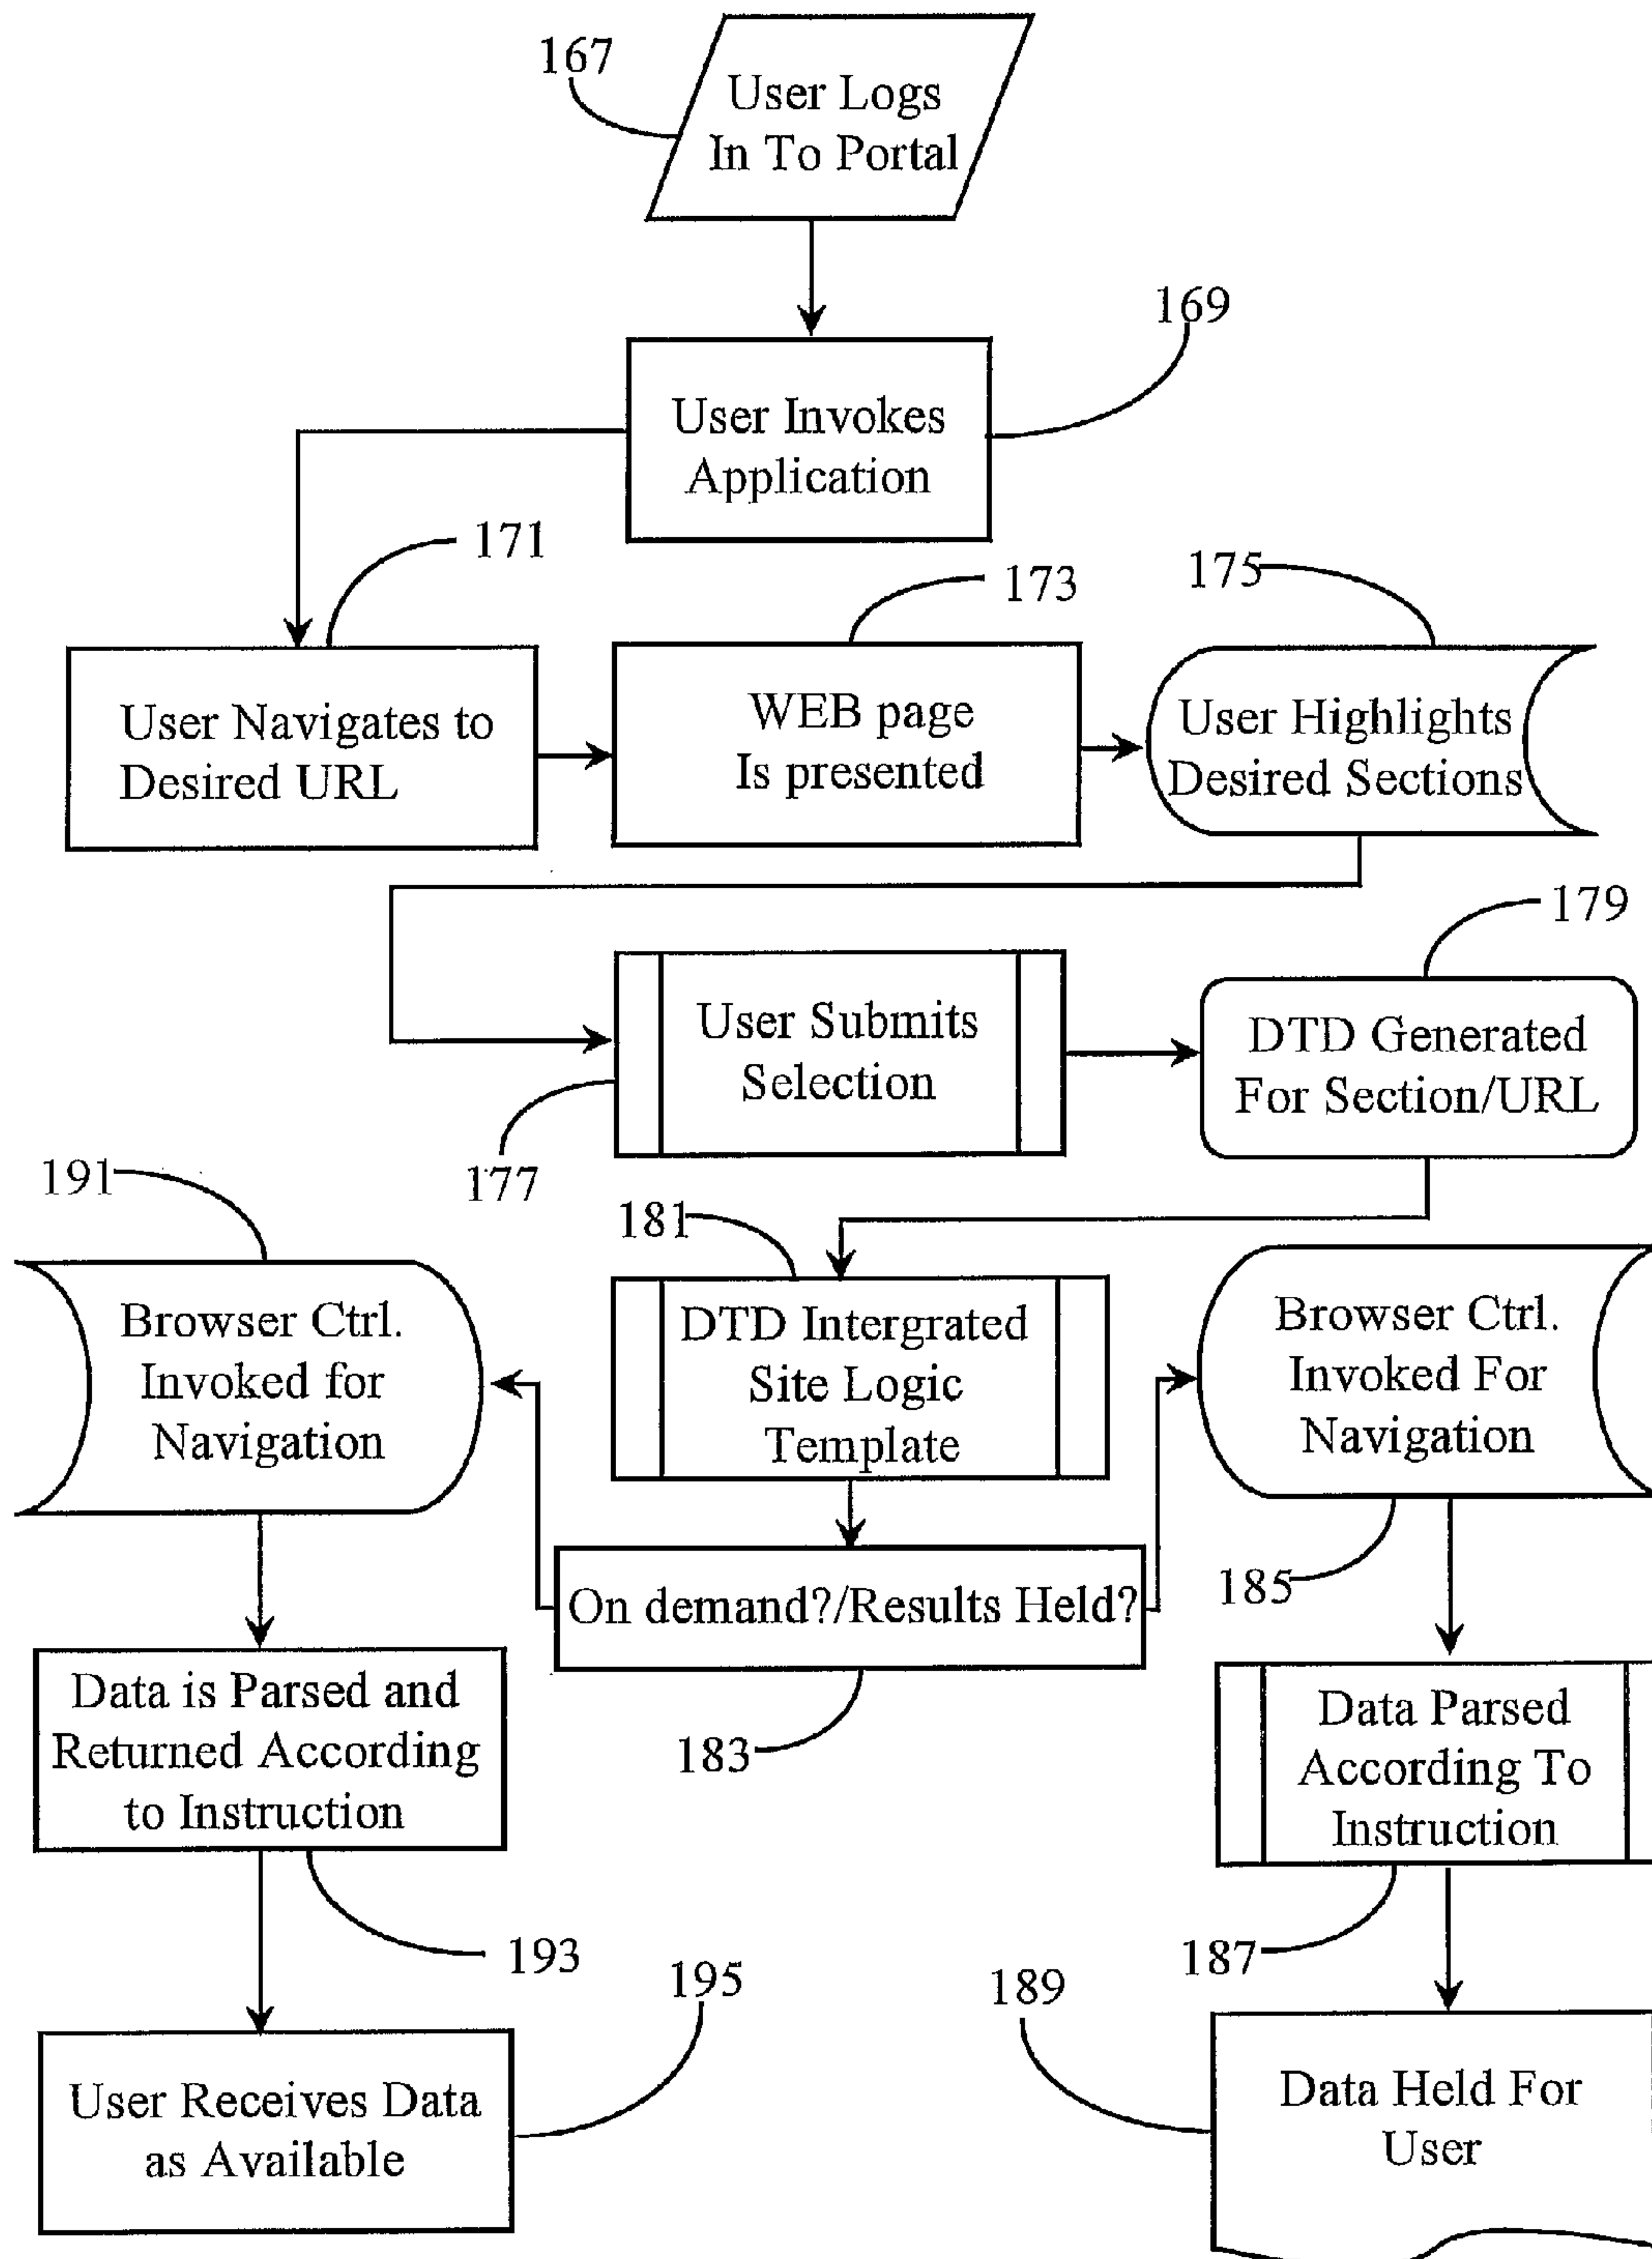 167
User Logs
In To Portal
169
User Invokes
Application
171
173
175
User Navigates to
Desired URL
WEB page
Is presented
User Highlights
Desired Sections
179
User Submits
Selection
DTD Generated
For Section/URL
177
191
181
Browser Ctrl.
Invoked for
Navigation
DTD Intergrated
Site Logic
Template
Browser Ctrl.
Invoked For
Navigation
185
On demand?/Results Held?
183
Data is Parsed and
Returned According
to Instruction
Data Parsed
According To
Instruction
193
187
195
189
User Receives Data
as Available
Data Held For
User